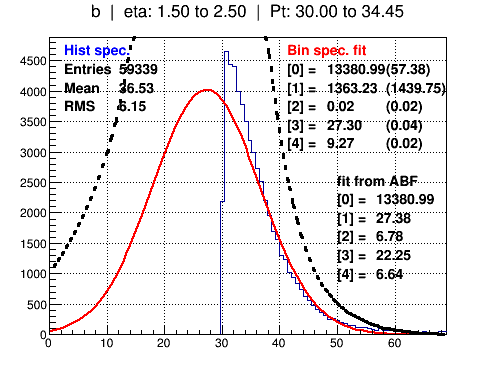 b | eta: 1.50 to 2.50 | Pt: 30.00 to 34.45
Hist spec.
Entries 59339
Mean 36.53
RMS 6.15
Bin spec. fit
[0] = 13380.99(57.38)
[1] = 1363.23 (1439.75)
[2] = 0.02 (0.02)
[3] = 27.30 (0.04)
[4] = 9.27 (0.02)
fit from ABF
[0] = 13380.99
[1] = 27.38
[2] = 6.78
[3] = 22.25
[4] = 6.64
4500
4000
3500
3000
2500
2000
1500
1000
500
0
0 10 20 30 40 50 60